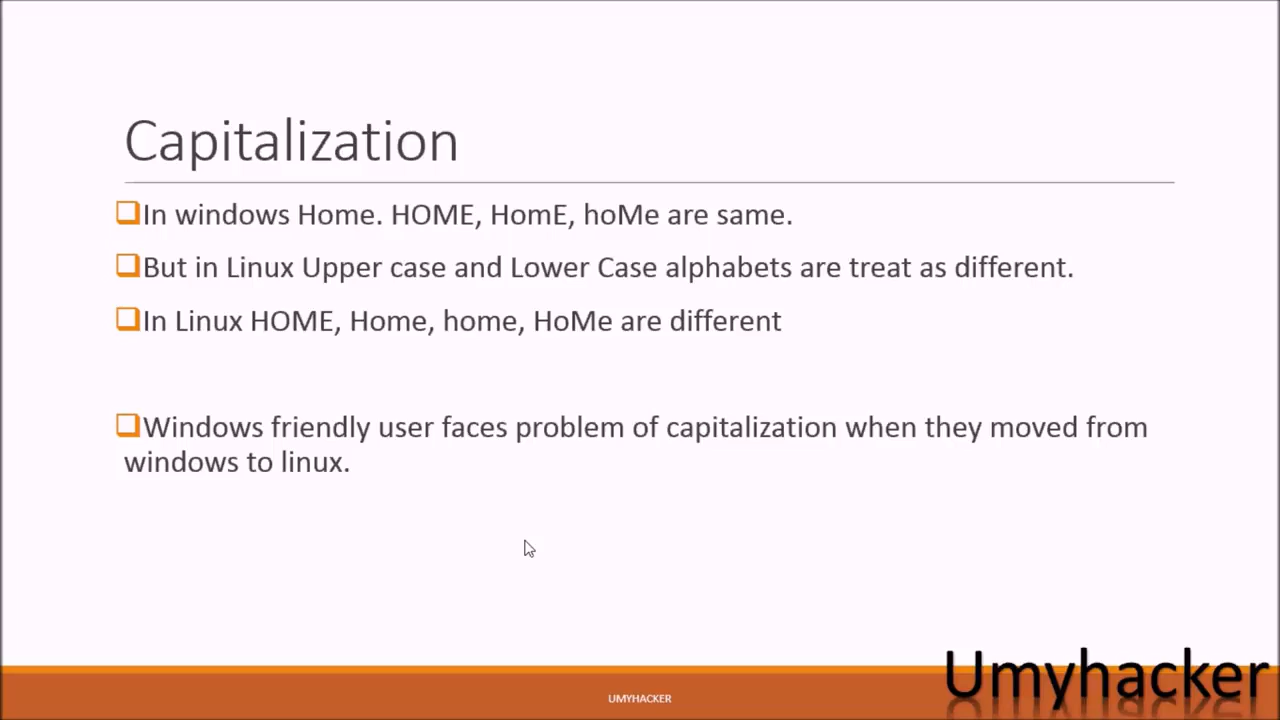 Capitalization
In windows Home. HOME, HomE, hoMe are same.
But in Linux Upper case and Lower Case alphabets are treat as different.
In Linux HOME, Home, home, HoMe are different
Windows friendly user faces problem of capitalization when they moved from
windows to linux.
Umyhacker
UMYHACKER